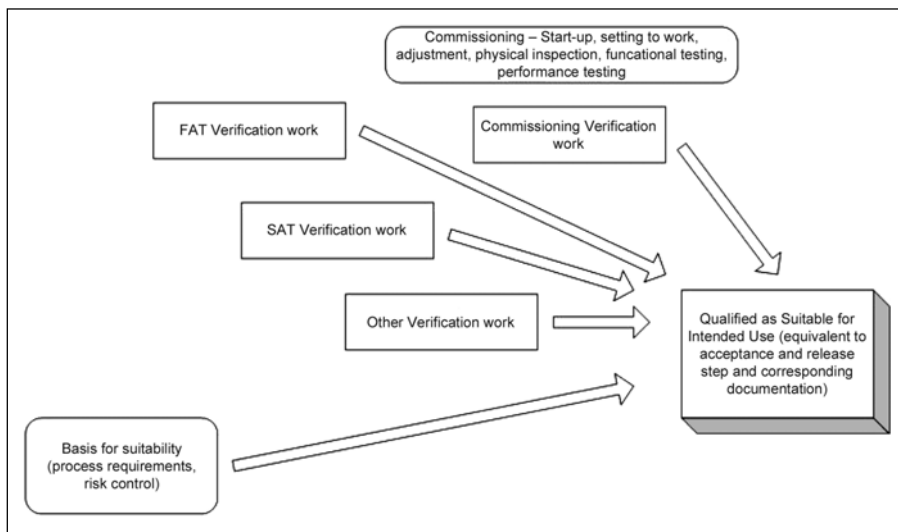 Commissioning – Start-up, setting to work,
adjustment, physical inspection, funcational testing,
performance testing
FAT Verification work
Commissioning Verification
work
SAT Verification work
Other Verification work
Qualified as Suitable for
Intended Use (equivalent to
acceptance and release
step and corresponding
documentation)
Basis for suitability
(process requirements,
risk control)